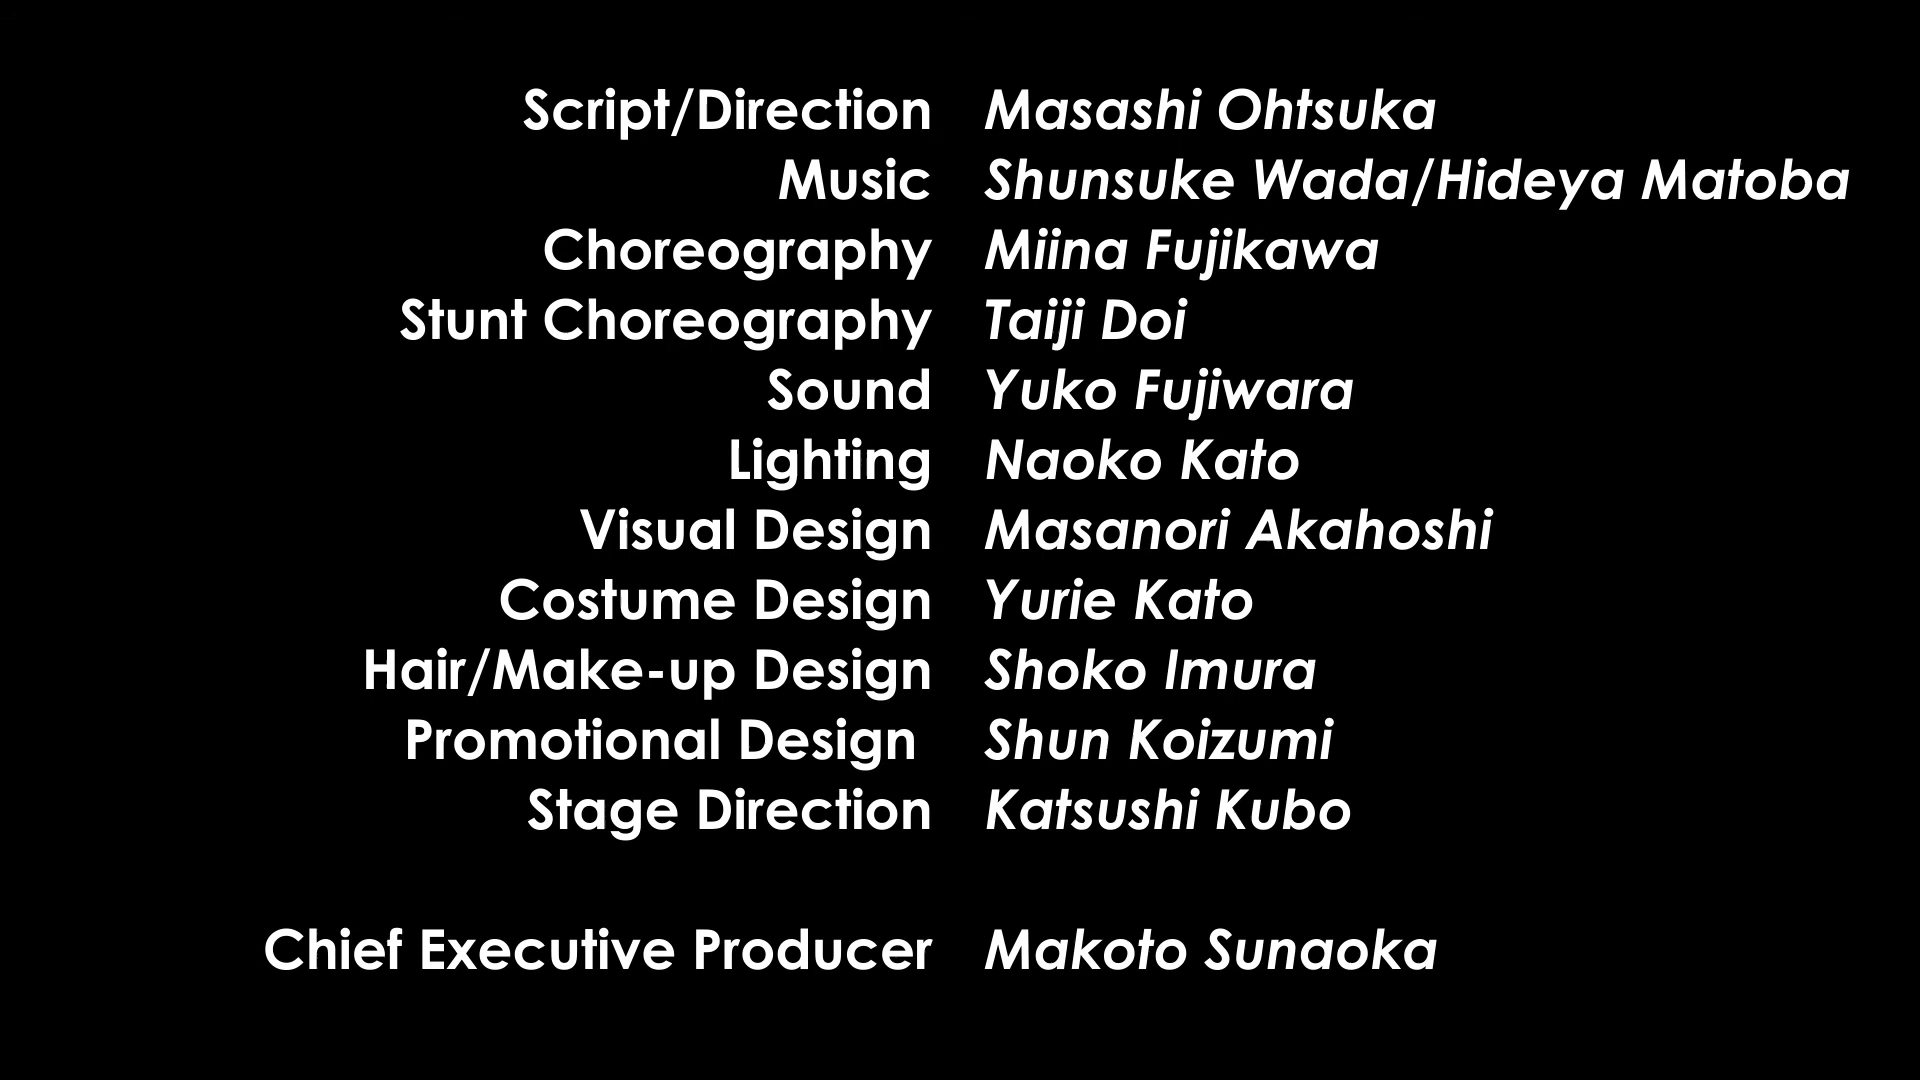 Script/Direction Masashi Ohtsuka
Music Shunsuke Wada/Hideya Matoba
Choreography Miina Fujikawa
Stunt Choreography Taiji Doi
Sound Yuko Fujiwara
Lighting Naoko Kato
Visual Design Masanori Akahoshi
Costume Design Yurie Kato
Hair/Make-up Design Shoko Imura
Promotional Design Shun Koizumi
Stage Direction Katsushi Kubo
Chief Executive Producer Makoto Sunaoka